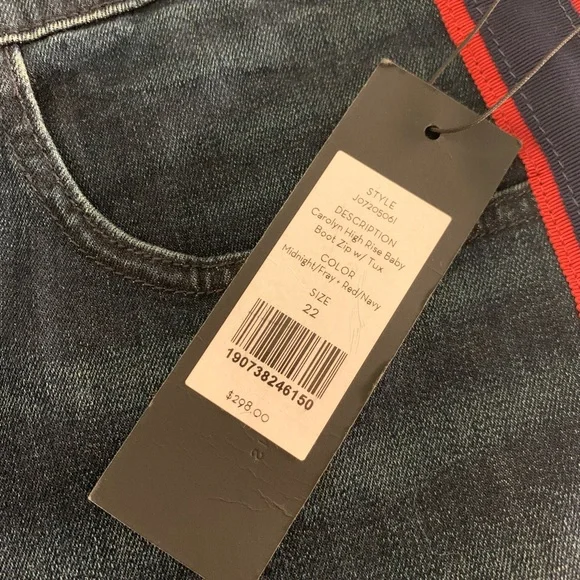 STYLE
J07205061
DESCRIPTION
Carolyn High Rise Baby
Boot Zip w/ Tux
COLOR
Midnight/Fray • Red/Navy
SIZE
22
190738246150
$298.00